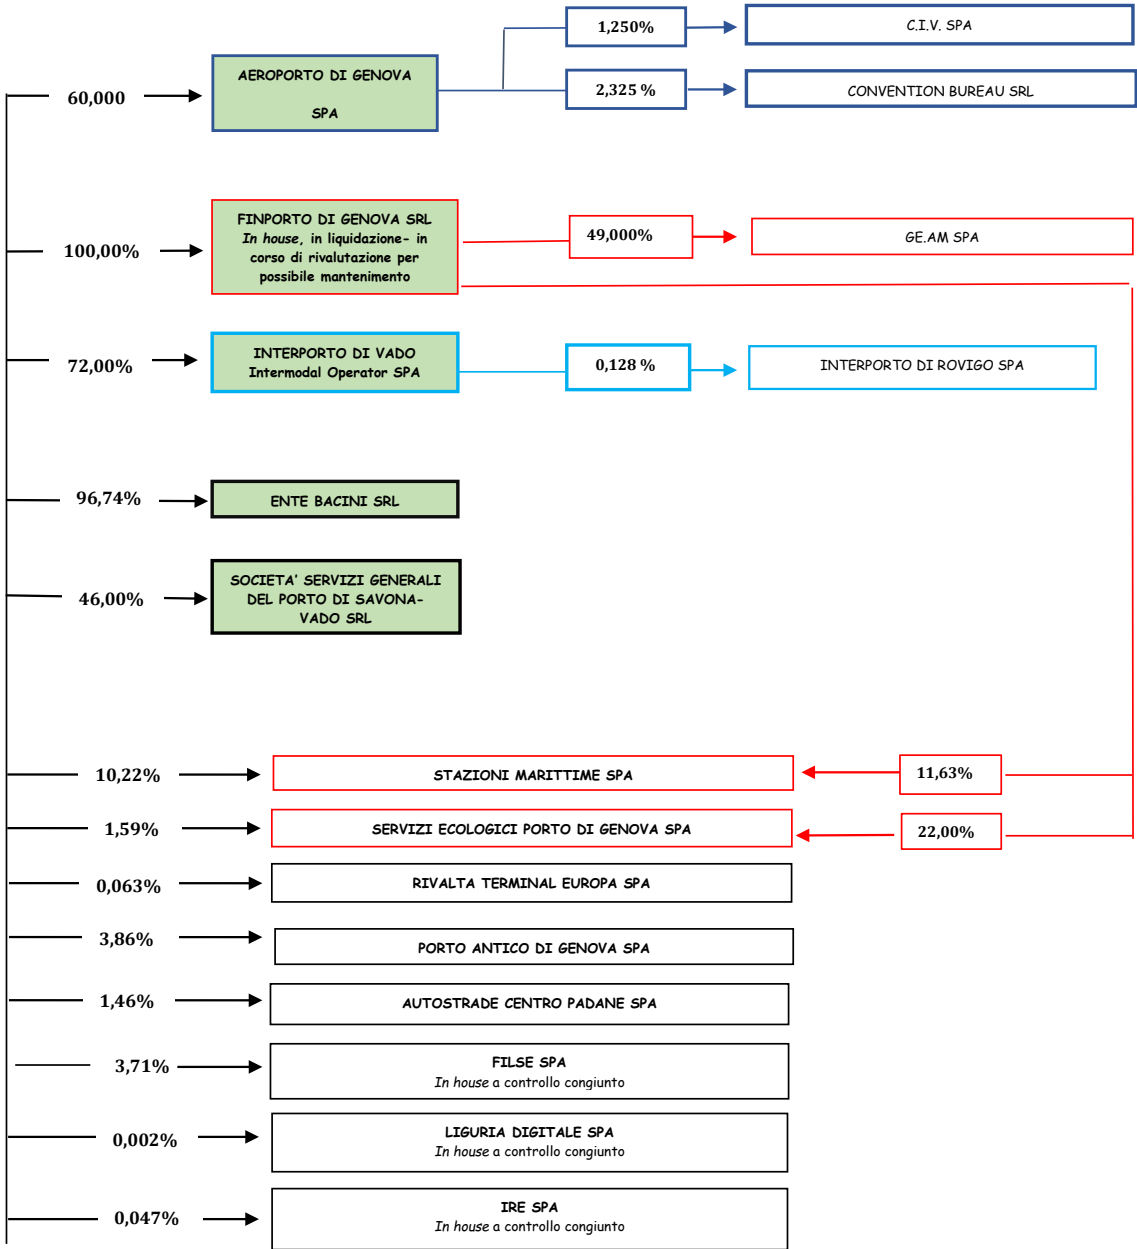 1,250%
C.I.V. SPA
60,000
AEROPORTO DI GENOVA
SPA
2,325 %
CONVENTION BUREAU SRL
100,00%
FINPORTO DI GENOVA SRL
In house, in liquidazione- in
corso di rivalutazione per
possibile mantenimento
49,000%
GE.AM SPA
72,00%
INTERPORTO DI VADO
Intermodal Operator SPA
0,128 %
INTERPORTO DI ROVIGO SPA
96,74%
ENTE BACINI SRL
46,00%
SOCIETA’ SERVIZI GENERALI
DEL PORTO DI SAVONA-
VADO SRL
10,22%
STAZIONI MARITTIME SPA
11,63%
1,59%
SERVIZI ECOLOGICI PORTO DI GENOVA SPA
22,00%
0,063%
RIVALTA TERMINAL EUROPA SPA
3,86%
PORTO ANTICO DI GENOVA SPA
1,46%
AUTOSTRADE CENTRO PADANE SPA
3,71%
FILSE SPA
In house a controllo congiunto
0,002%
LIGURIA DIGITALE SPA
In house a controllo congiunto
0,047%
IRE SPA
In house a controllo congiunto